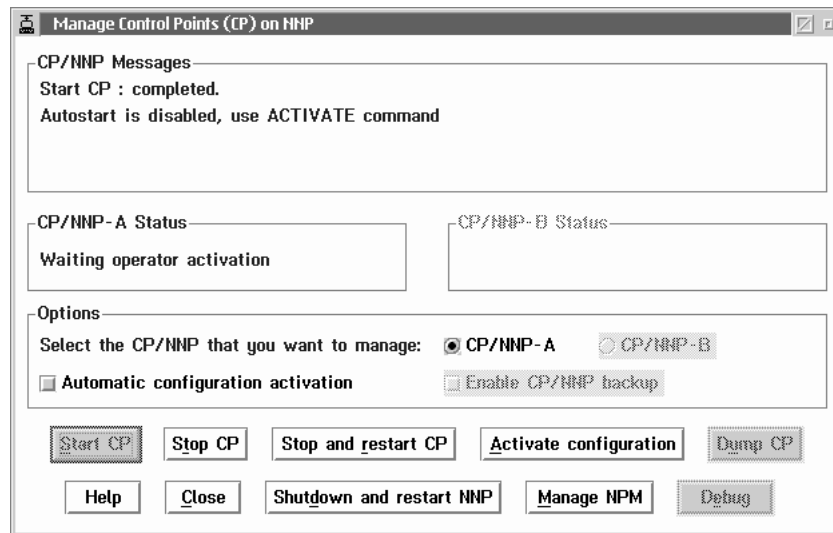 Manage Control Points (CP) on NNP
CP/NNP Messages
Start CP : completed.
Autostart is disabled, use ACTIVATE command
CP/NNP-A Status
CP/NNP-B Status
Waiting operator activation
Options
Select the CP/NNP that you want to manage: CP/NNP-A CP/NNP-B
Automatic configuration activation Enable CP/NNP backup
Start CP Stop CP Stop and restart CP Activate configuration Dump CP
Help Close Shutdown and restart NNP Manage NPM Debug